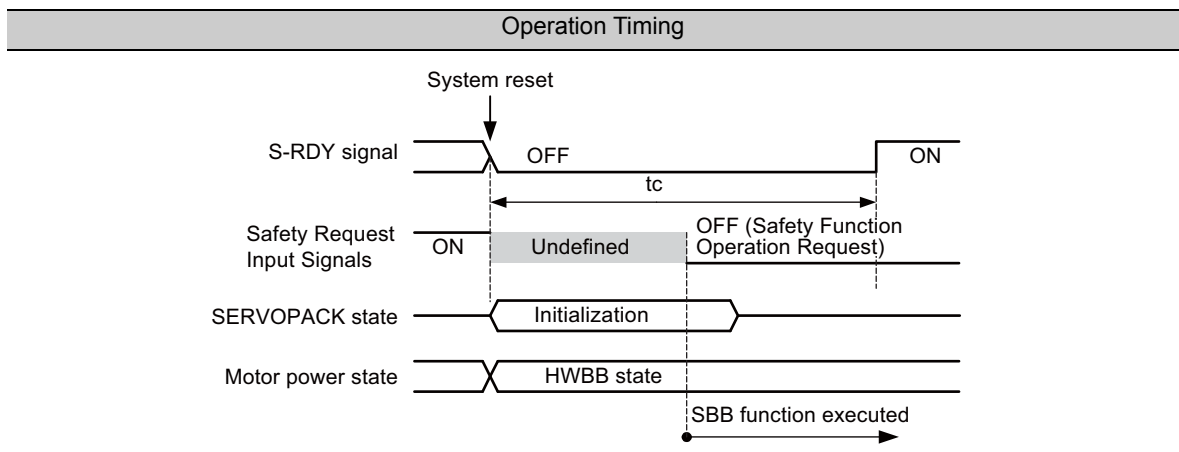 Operation Timing
System reset
S-RDY signal
OFF
ON
tc
Safety Request
Input Signals
ON
Undefined
OFF (Safety Function
Operation Request)
SERVOPACK state
Initialization
Motor power state
HWBB state
SBB function executed